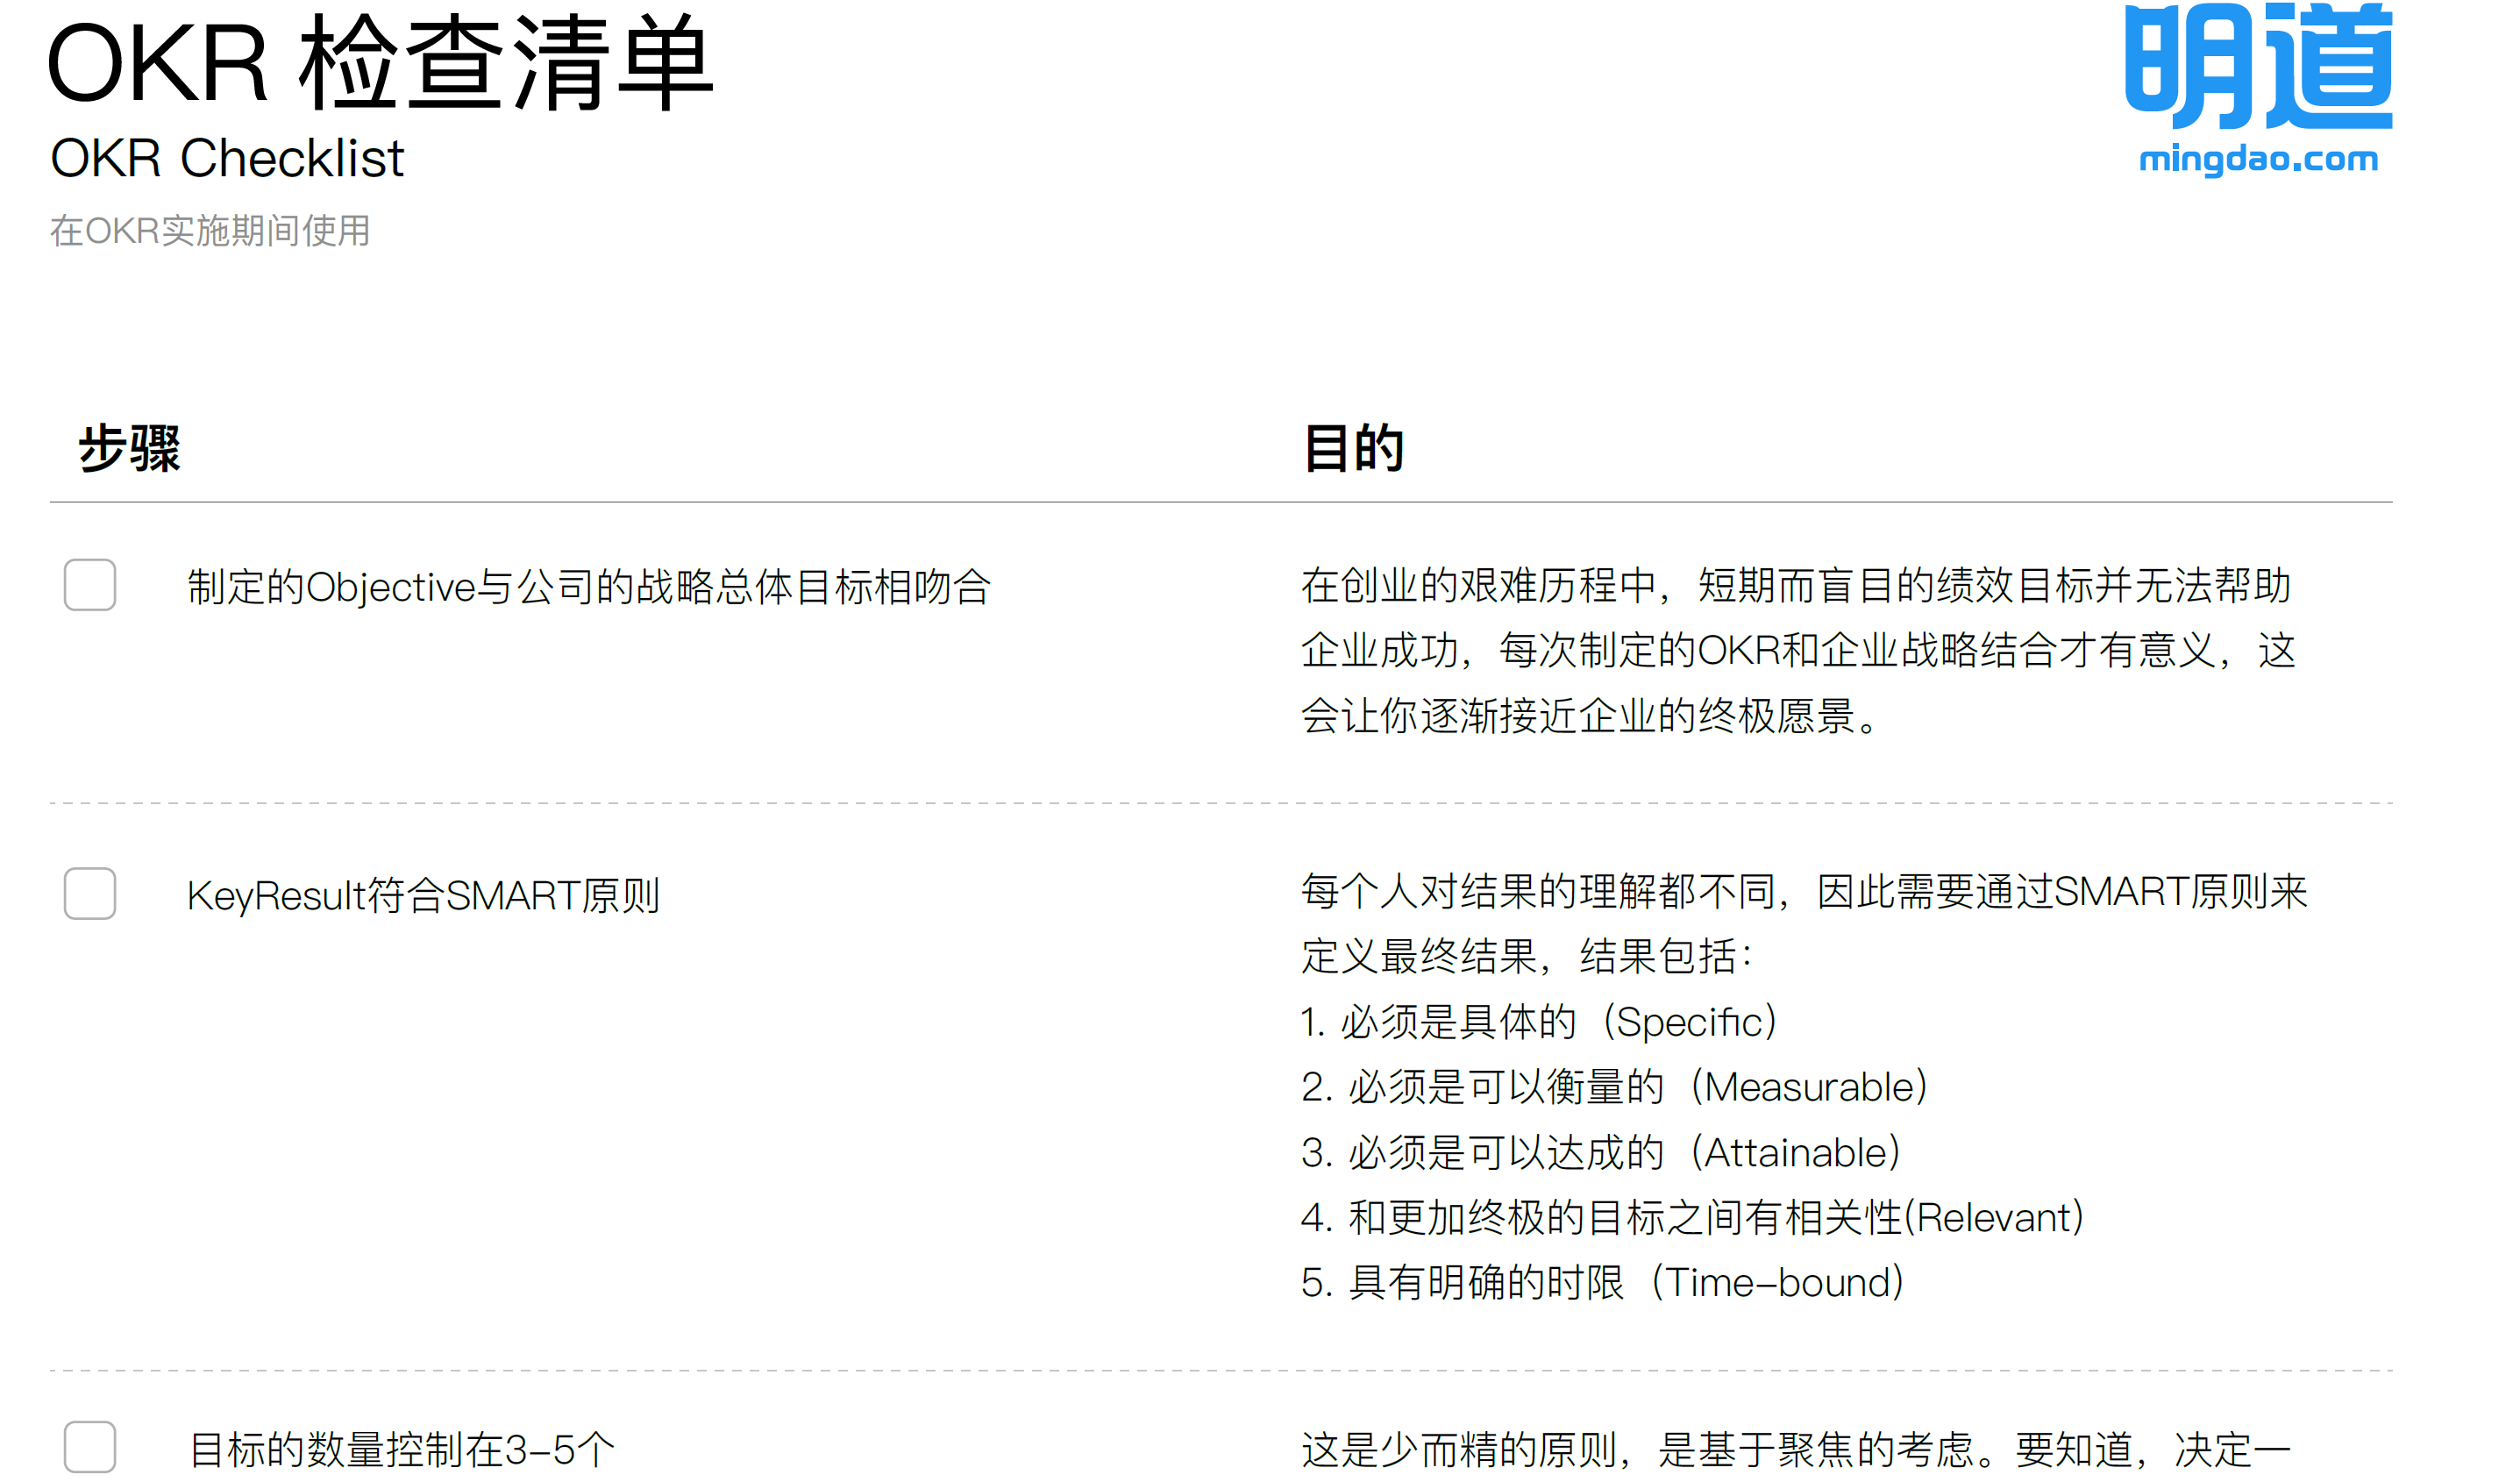 OKR 检查清单
明道
OKR Checklist
mingdao.com
在OKR实施期间使用
步骤
目的
制定的Objective与公司的战略总体目标相吻合
在创业的艰难历程中，短期而盲目的绩效目标并无法帮助
企业成功，每次制定的OKR和企业战略结合才有意义，这
会让你逐渐接近企业的终极愿景。
KeyResult符合SMART原则
每个人对结果的理解都不同，因此需要通过SMART原则来
定义最终结果，结果包括：
1. 必须是具体的（Specific）
2. 必须是可以衡量的（Measurable）
3. 必须是可以达成的（Attainable）
4. 和更加终极的目标之间有相关性(Relevant)
5. 具有明确的时限（Time-bound）
目标的数量控制在3-5个
这是少而精的原则，是基于聚焦的考虑。要知道，决定一